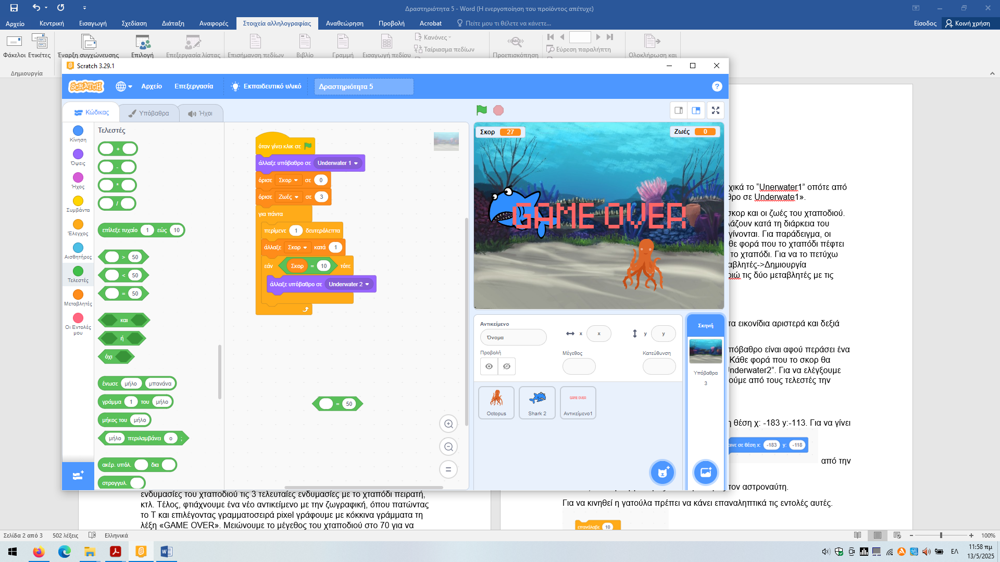 Δραστηριότητα 5 - Word (Η ενεργοποίηση του προϊόντος απέτυχε)
Αρχείο Κεντρική Εισαγωγή Σχεδίαση Διάταξη Αναφορές Στοιχεία αλληλογραφίας Αναθεώρηση Προβολή Acrobat Πείτε μου τι θέλετε να κάνετε... Είσοδος Κοινή χρήση
Φάκελοι Ετικέτες Έναρξη συγχώνευσης Επιλογή Επεξεργασία λίστας Επισήμανση πεδίων Βιβλίο Γραμμή Εισαγωγή πεδίου Κανόνες Ταίριασμα πεδίων Προεπισκόπηση Εύρεση παραλήπτη Ολοκλήρωση και
Δημιουργία
Scratch 3.29.1
SCRATCH Αρχείο Επεξεργασία Εκπαιδευτικό υλικό Δραστηριότητα 5 ?
Κώδικας Υπόβαθρα Ήχοι
Κίνηση
Όψεις
Ήχος
Συμβάντα
Έλεγχος
Αισθητήρες
Τελεστές
Μεταβλητές
Οι Εντολές
μου
Τελεστές
+
-
*
/
επίλεξε τυχαίο 1 εώς 10
> 50
< 50
= 50
και
ή
όχι
ένωσε μήλο μπανάνα
γράμμα 1 του μήλο
μήκος του μήλο
μήλο περιλαμβάνει ο ;
ακέρ. υπόλ. δια
στρογγυλ.
όταν γίνει κλικ σε
άλλαξε υπόβαθρο σε Underwater 1
όρισε Σκορ σε 0
όρισε Ζωές σε 3
για πάντα
περίμενε 1 δευτερόλεπτα
άλλαξε Σκορ κατά 1
εάν Σκορ = 10 τότε
άλλαξε υπόβαθρο σε Underwater 2
= 50
Σκορ 27
Ζωές 0
GAME OVER
Αντικείμενο
Όνομα
x x
y y
Προβολή
Μέγεθος
Κατεύθυνση
Octopus
Shark 2
GAME OVER
Αντικείμενο1
Σκηνή
Υπόβαθρα
3
χικά το “Unerwater1” οπότε από
θρο σε Underwate1».
σκορ και οι ζωές του χταποδιού.
λάζουν κατά τη διάρκεια του
γίνονται. Για παράδειγμα, οι
θε φορά που το χταπόδι πέφτει
το χταπόδι. Για να το πετύχω
αβλητές->Δημιουργία
ριώ τις δύο μεταβλητές με τις
τα εικονίδια αριστερά και δεξιά
πόβαθρο είναι αφού περάσει ένα
Κάθε φορά που το σκορ θα
Underwater2”. Για να ελέγξουμε
ούμε από τους τελεστές την
η θέση x: -183 y:-113. Για να γίνει
αινε σε θέση x: -183 y: -118
από την
τον αστροναύτη.
Για να κινηθεί η γατούλα πρέπει να κάνει επαναληπτικά τις εντολές αυτές.
επανάλαβε 10
ενδυμασίες του χταποδιού τις 3 τελευταίες ενδυμασίες με το χταπόδι πειρατή,
κτλ. Τέλος, φτιάχνουμε ένα νέο αντικείμενο με την ζωγραφική, όπου πατώντας
το Τ και επιλέγοντας γραμματοσειρά pixel γράφουμε με κόκκινα γράμματα τη
λέξη «GAME OVER». Μειώνουμε το μέγεθος του χταποδιού στο 70 για να
Σελίδα 2 από 3 502 λέξεις Ελληνικά 100%
ΕΛ
11:58 πμ
13/5/2025